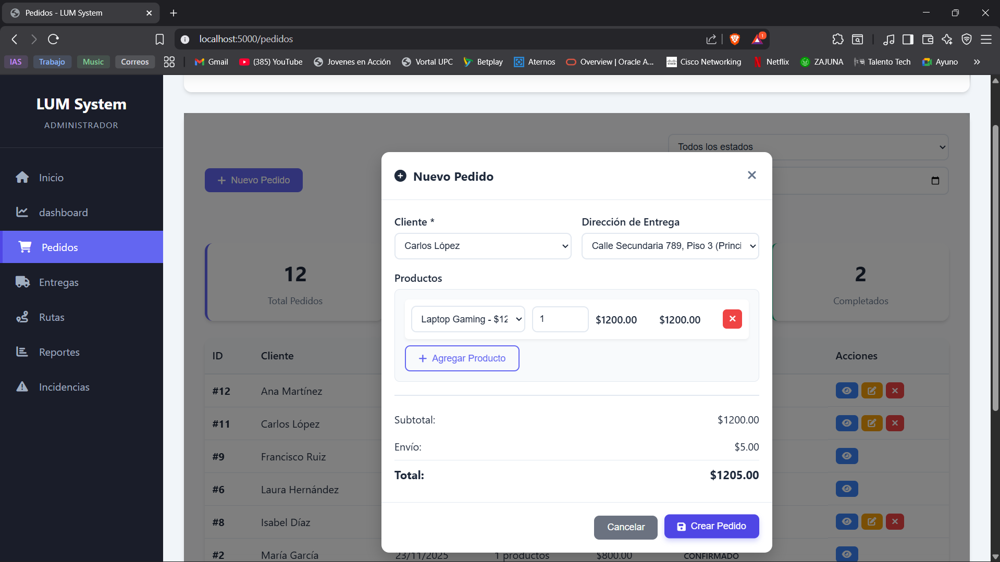 Pedidos - LUM System
localhost:5000/pedidos
1
IAS
Trabajo
Music
Correos
Gmail
(385) YouTube
Jovenes en Acción
Vortal UPC
Betplay
Aternos
Overview | Oracle A...
Cisco Networking
Netflix
ZAJUNA
Talento Tech
Ayuno
LUM System
ADMINISTRADOR
Inicio
dashboard
Pedidos
Entregas
Rutas
Reportes
Incidencias
Todos los estados
Nuevo Pedido
12
Total Pedidos
2
Completados
ID Cliente Acciones
#12 Ana Martínez
#11 Carlos López
#9 Francisco Ruiz
#6 Laura Hernández
#8 Isabel Díaz
#2 María García 23/11/2025 1 productos $800.00 CONFIRMADO
Nuevo Pedido
Cliente * Dirección de Entrega
Carlos López Calle Secundaria 789, Piso 3 (Princi
Productos
Laptop Gaming - $12 1 $1200.00 $1200.00
Agregar Producto
Subtotal: $1200.00
Envío: $5.00
Total: $1205.00
Cancelar Crear Pedido